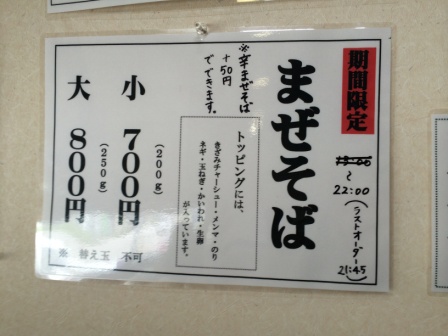 期間限定
18:00
〜
22:00
(ラストオーダー
21:45
まぜそば
トッピングには、
きざみチャーシュー・メンマ・のり
ネギ・玉ねぎ・かいわれ・生卵
が入っています。
※辛まぜそば
+50円
でできます。
小 700円
(200g)
大 800円
(250g)
※ 替え玉 不可